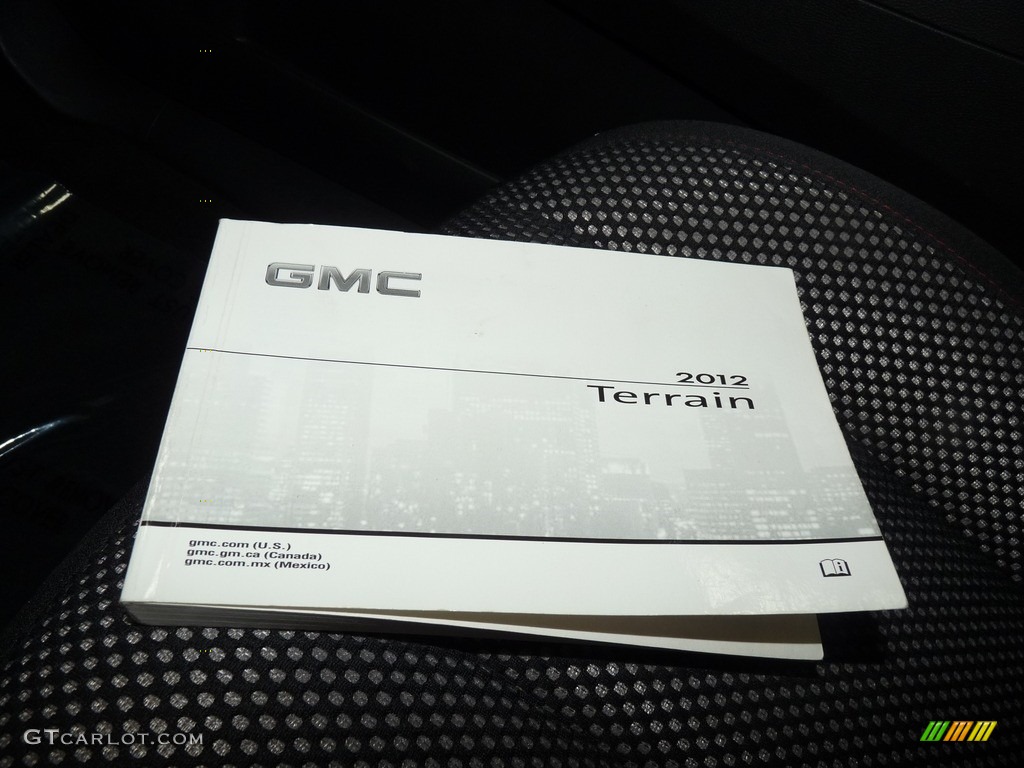 GMC
2012
Terrain
gmc.com (U.S.)
gmc.gm.ca (Canada)
gmc.com.mx (Mexico)
i
GTCARLOT.COM